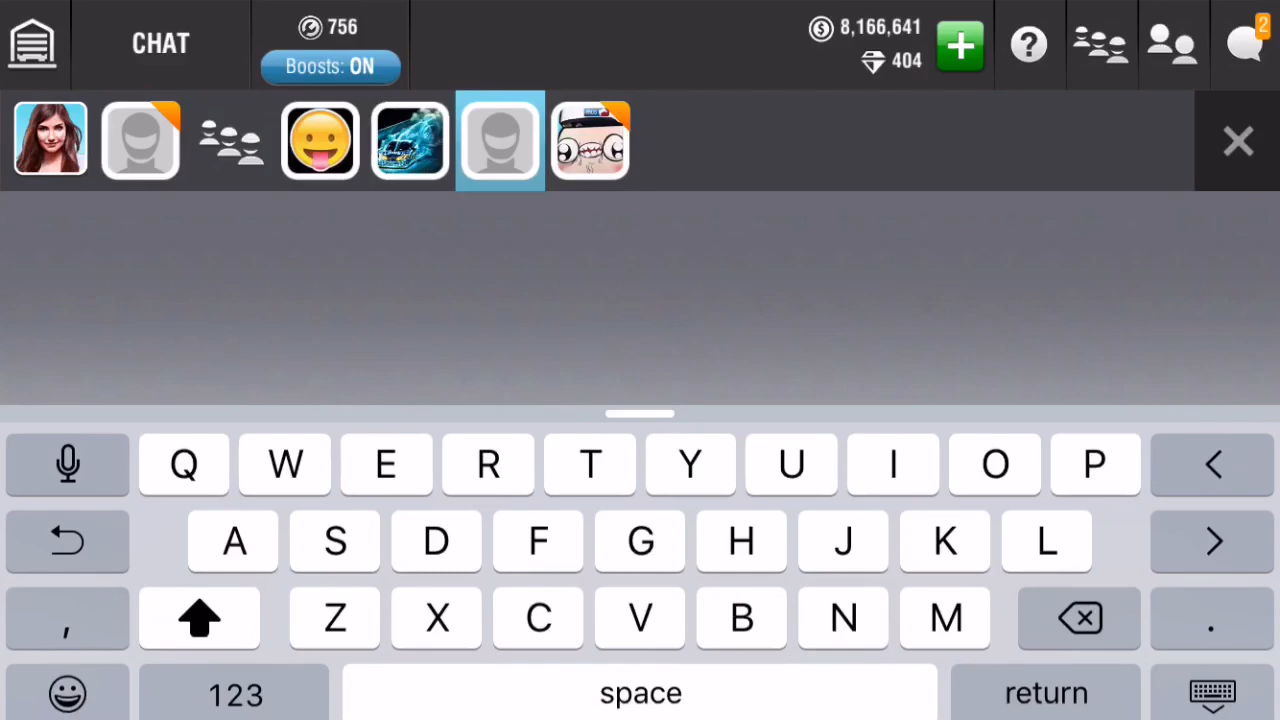 CHAT
756
Boosts: ON
8,166,641
404
+
?
2
Q W E R T Y U I O P <
A S D F G H J K L >
, Z X C V B N M .
123 space return